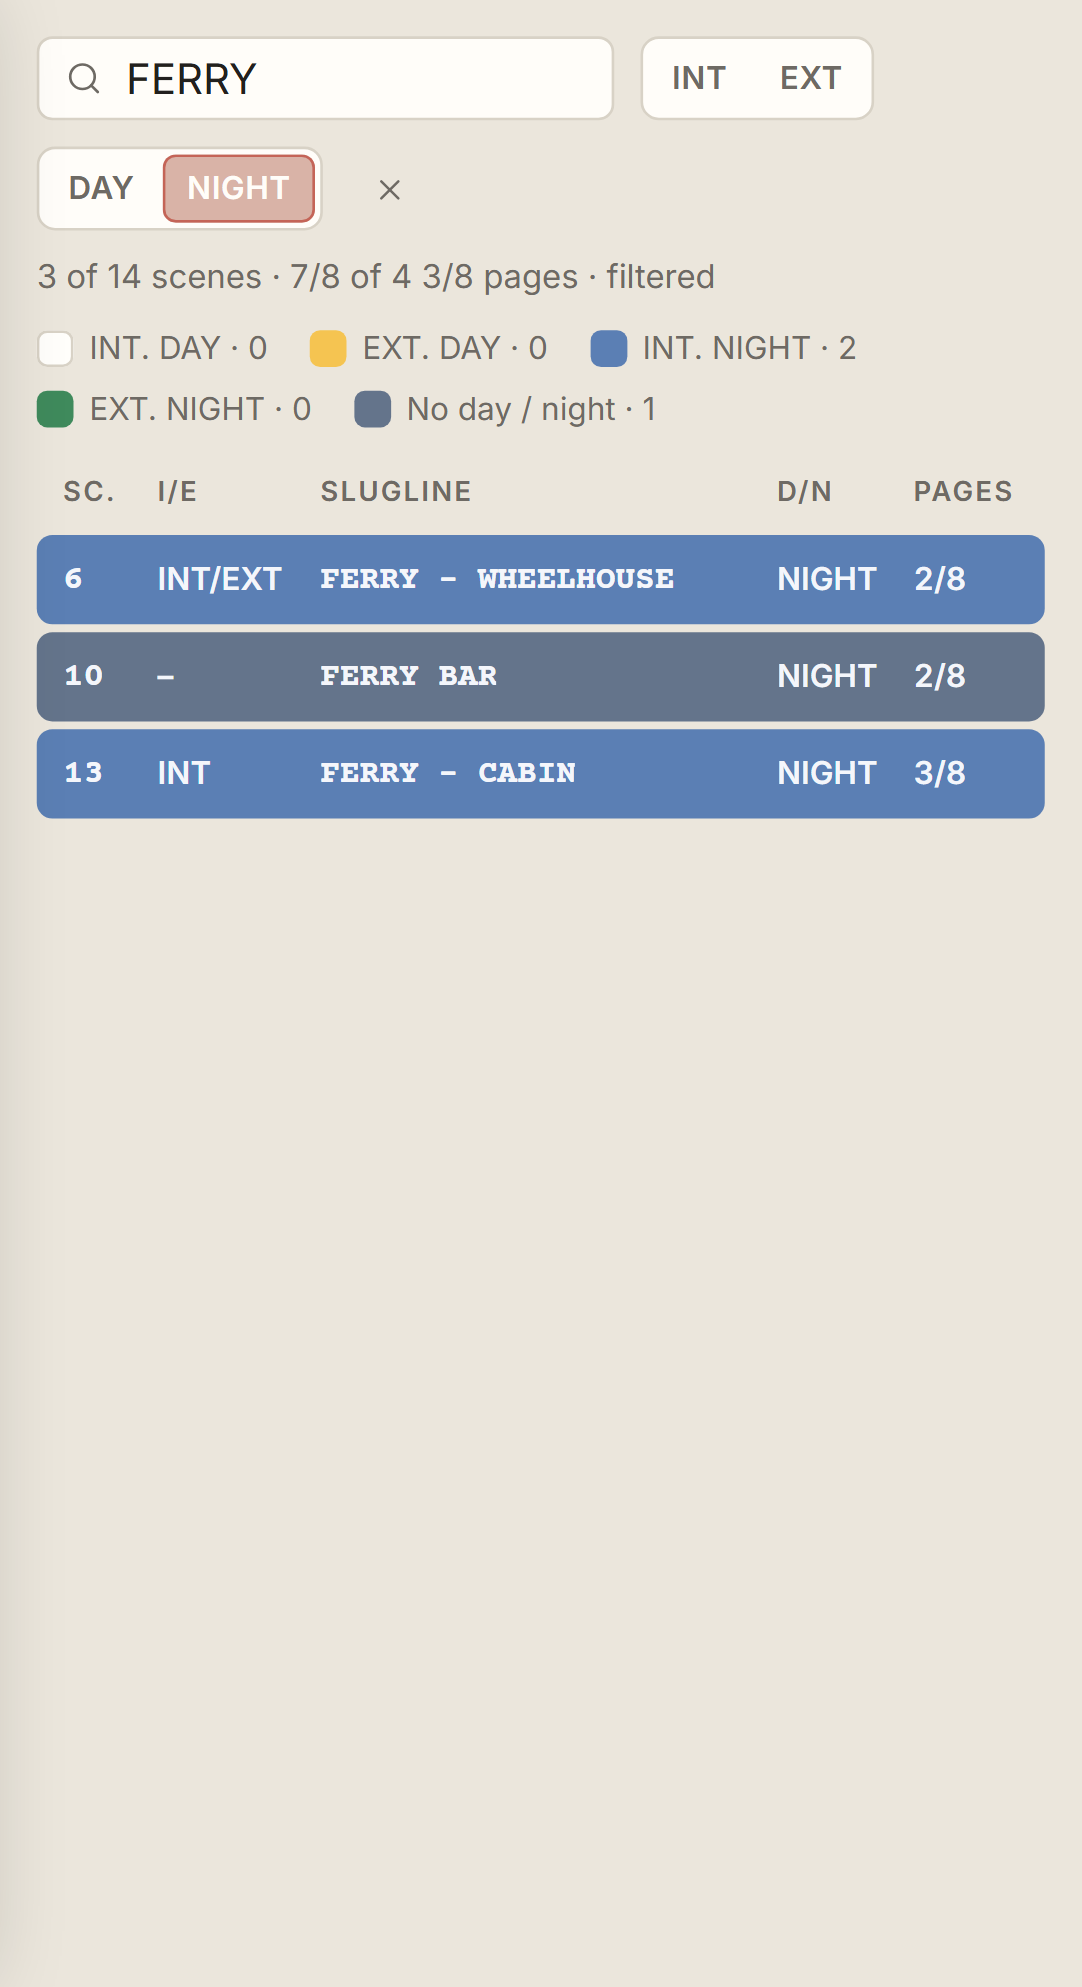 FERRY INT EXT
DAY NIGHT ×
3 of 14 scenes · 7/8 of 4 3/8 pages · filtered
INT. DAY · 0 EXT. DAY · 0 INT. NIGHT · 2
EXT. NIGHT · 0 No day / night · 1
SC. I/E SLUGLINE D/N PAGES
6 INT/EXT FERRY – WHEELHOUSE NIGHT 2/8
10 – FERRY BAR NIGHT 2/8
13 INT FERRY – CABIN NIGHT 3/8